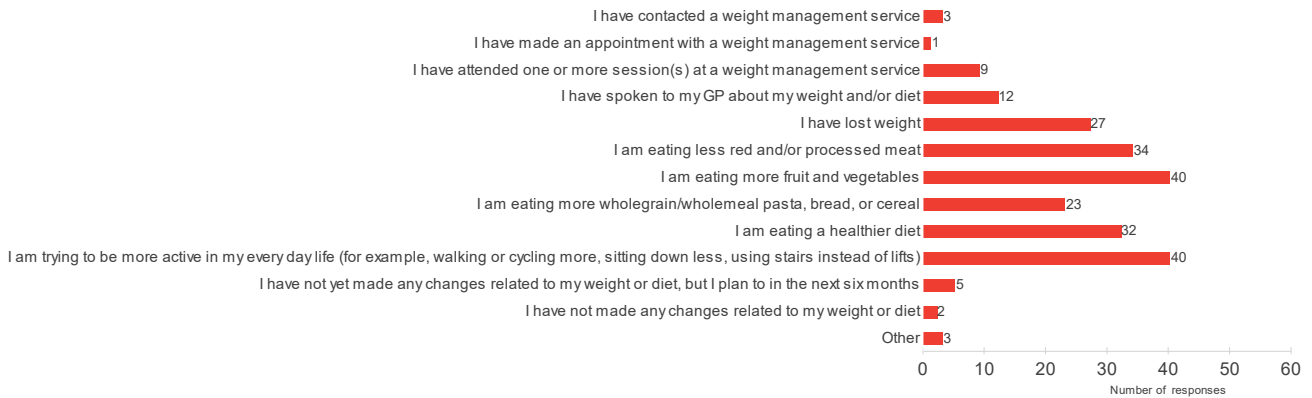 I have contacted a weight management service 3
I have made an appointment with a weight management service 1
I have attended one or more session(s) at a weight management service 9
I have spoken to my GP about my weight and/or diet 12
I have lost weight 27
I am eating less red and/or processed meat 34
I am eating more fruit and vegetables 40
I am eating more wholegrain/wholemeal pasta, bread, or cereal 23
I am eating a healthier diet 32
I am trying to be more active in my every day life (for example, walking or cycling more, sitting down less, using stairs instead of lifts) 40
I have not yet made any changes related to my weight or diet, but I plan to in the next six months 5
I have not made any changes related to my weight or diet 2
Other 3
0 10 20 30 40 50 60
Number of responses